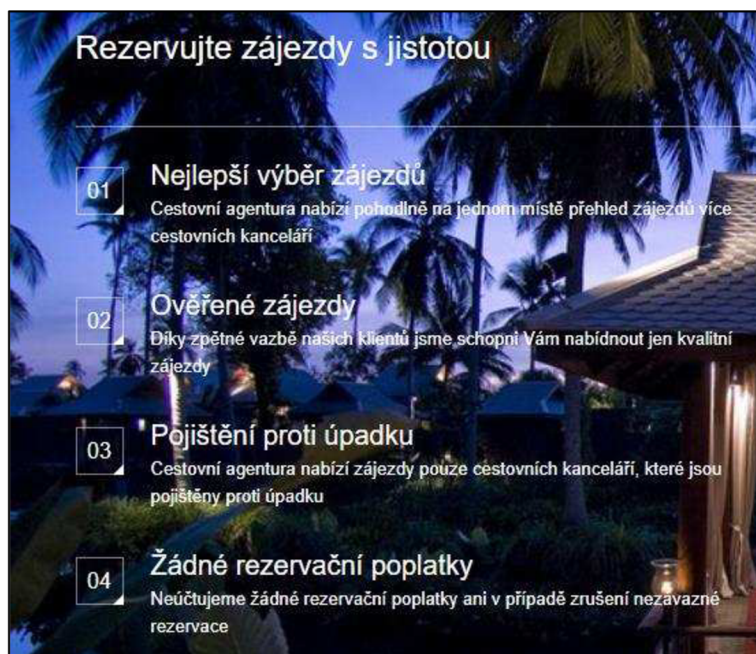 Rezervujte zájezdy s jistotou
01
Nejlepší výběr zájezdů
Cestovní agentura nabízí pohodlně na jednom místě přehled zájezdů více
cestovních kanceláří
02
Ověřené zájezdy
Díky zpětné vazbě našich klientů jsme schopni Vám nabídnout jen kvalitní
zájezdy
03
Pojištění proti úpadku
Cestovní agentura nabízí zájezdy pouze cestovních kanceláří, které jsou
pojištěny proti úpadku
04
Žádné rezervační poplatky
Neúčtujeme žádné rezervační poplatky ani v případě zrušení nezávazné
rezervace